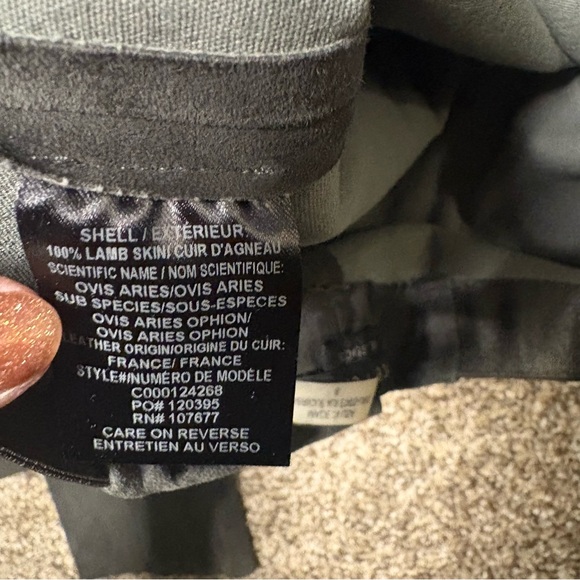 SHELL / EXTÉRIEUR:
100% LAMB SKIN/ CUIR D'AGNEAU
SCIENTIFIC NAME / NOM SCIENTIFIQUE:
OVIS ARIES/OVIS ARIES
SUB SPECIES/SOUS-ESPECES
OVIS ARIES OPHION/
OVIS ARIES OPHION
LEATHER ORIGIN/ORIGINE DU CUIR:
FRANCE/ FRANCE
STYLE#/NUMÉRO DE MODÈLE
C000124268
PO# 120395
RN# 107677
CARE ON REVERSE
ENTRETIEN AU VERSO